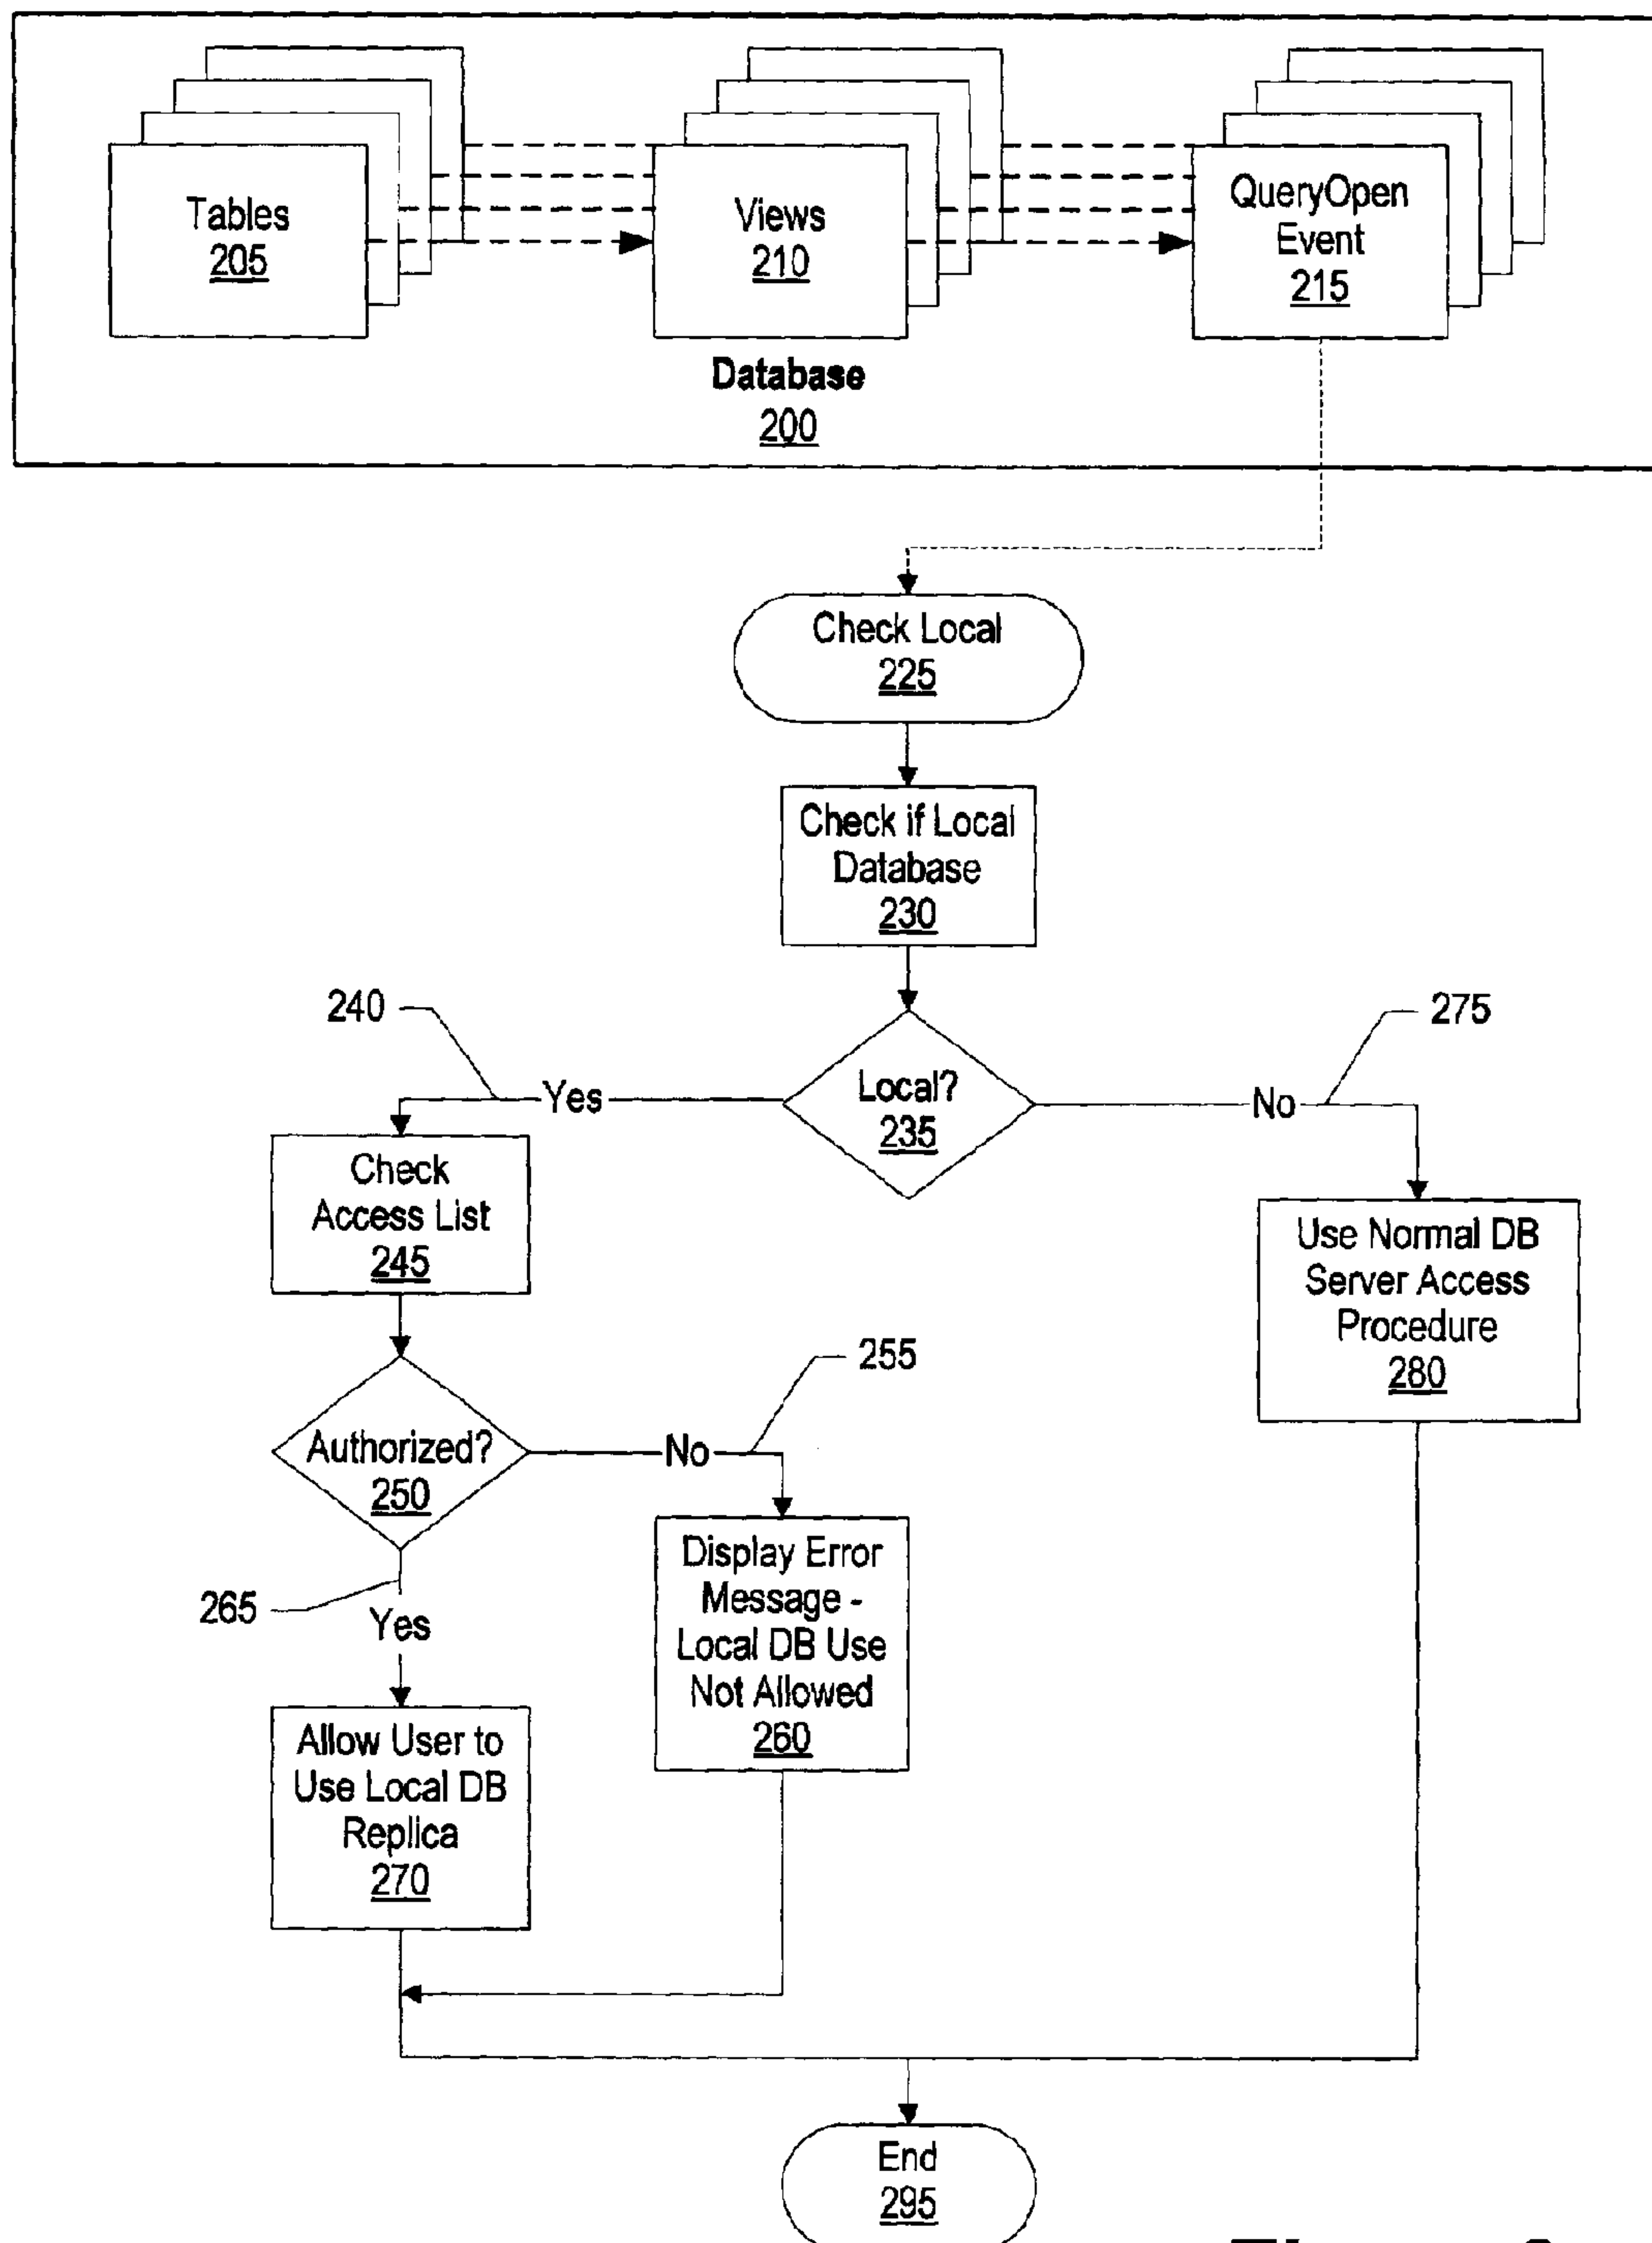 Tables
205
Views
210
QueryOpen
Event
215
Database
200
Check Local
225
Check if Local
Database
230
240
Yes
Local?
235
No
275
Check
Access List
245
Use Normal DB
Server Access
Procedure
280
Authorized?
250
No
255
265
Yes
Display Error
Message -
Local DB Use
Not Allowed
260
Allow User to
Use Local DB
Replica
270
End
295